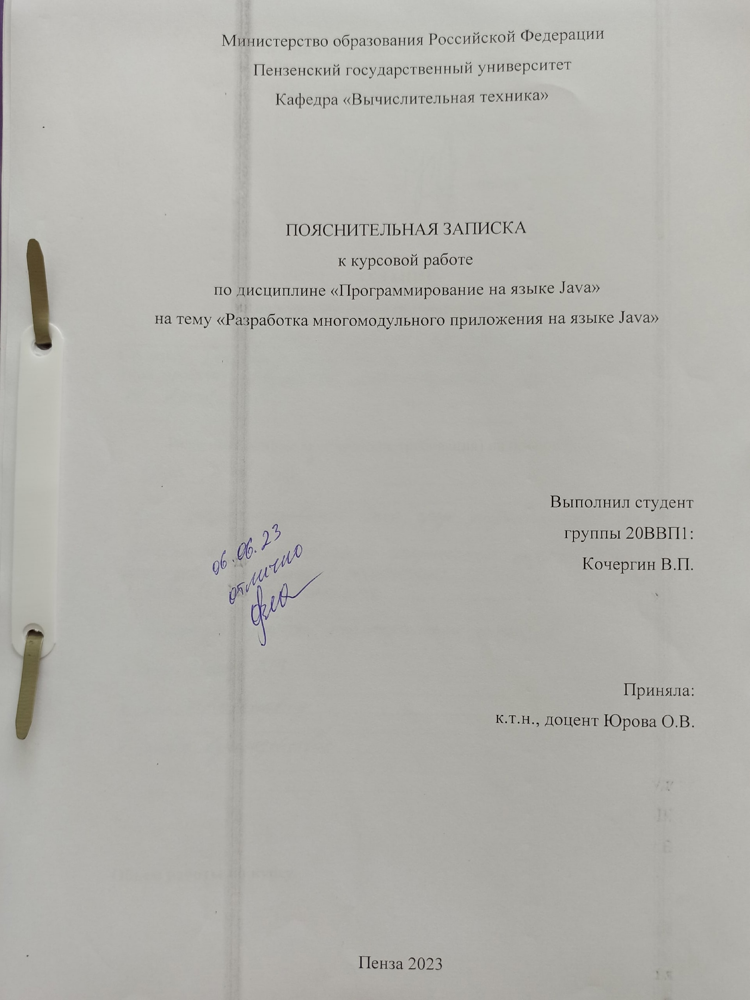 Министерство образования Российской Федерации
Пензенский государственный университет
Кафедра «Вычислительная техника»
ПОЯСНИТЕЛЬНАЯ ЗАПИСКА
к курсовой работе
по дисциплине «Программирование на языке Java»
на тему «Разработка многомодульного приложения на языке Java»
Выполнил студент
группы 20ВВП1:
Кочергин В.П.
06.06.23
отлично
Приняла:
к.т.н., доцент Юрова О.В.
Пенза 2023